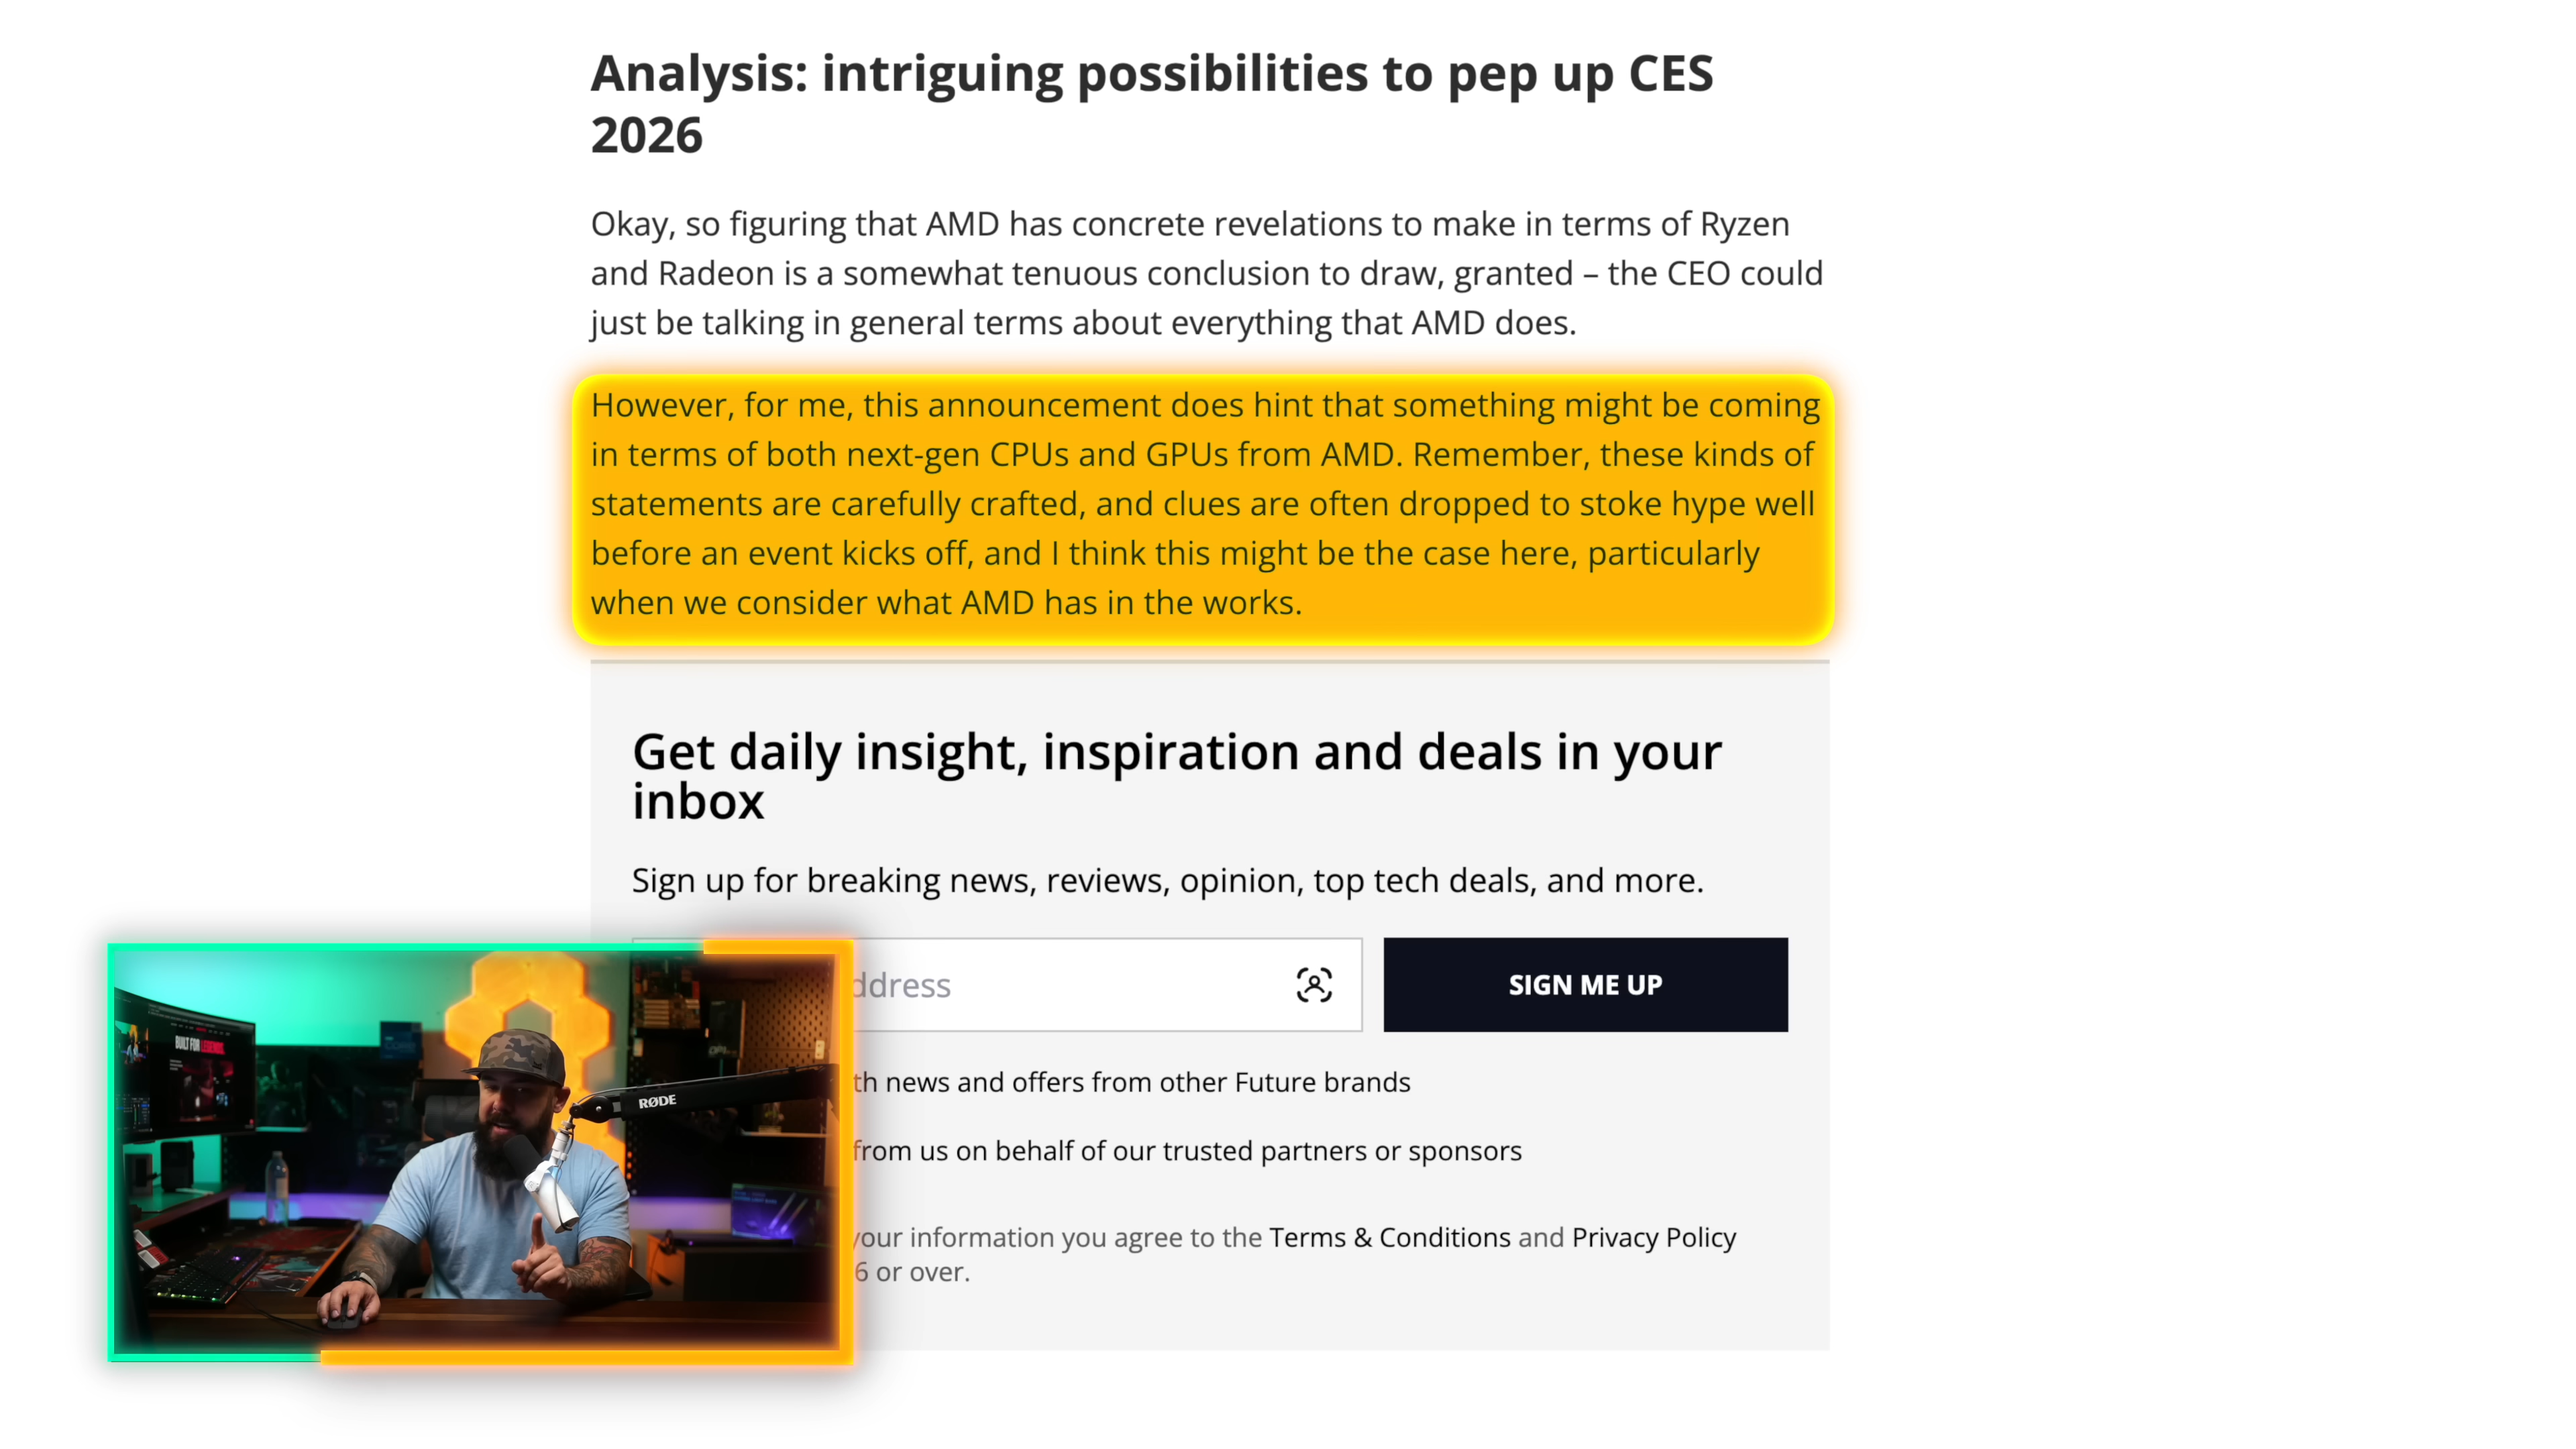 Analysis: intriguing possibilities to pep up CES
2026
Okay, so figuring that AMD has concrete revelations to make in terms of Ryzen
and Radeon is a somewhat tenuous conclusion to draw, granted – the CEO could
just be talking in general terms about everything that AMD does.
However, for me, this announcement does hint that something might be coming
in terms of both next-gen CPUs and GPUs from AMD. Remember, these kinds of
statements are carefully crafted, and clues are often dropped to stoke hype well
before an event kicks off, and I think this might be the case here, particularly
when we consider what AMD has in the works.
Get daily insight, inspiration and deals in your
inbox
Sign up for breaking news, reviews, opinion, top tech deals, and more.
ddress
SIGN ME UP
th news and offers from other Future brands
from us on behalf of our trusted partners or sponsors
your information you agree to the Terms & Conditions and Privacy Policy
6 or over.
BUILT FOR LEGENDS.
RØDE